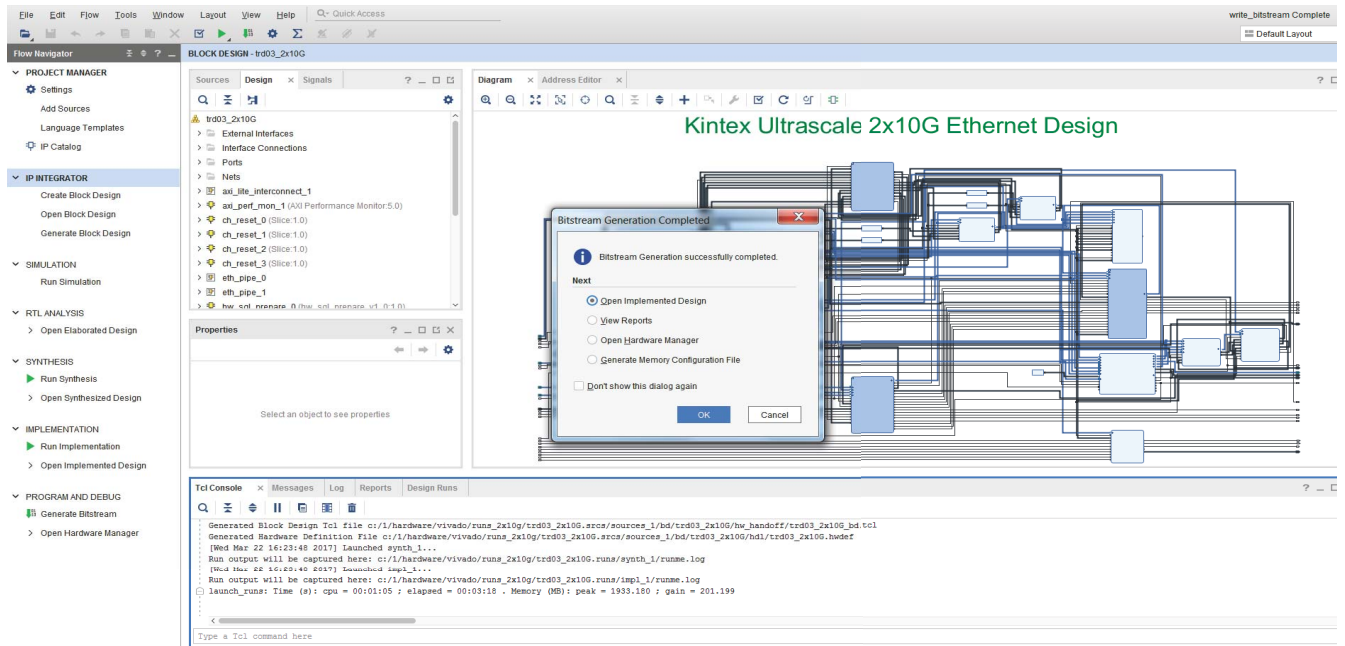 File Edit Flow Tools Window Layout View Help Q- Quick Access
write_bitstream Complete
Default Layout
Flow Navigator
PROJECT MANAGER
Settings
Add Sources
Language Templates
IP Catalog
IP INTEGRATOR
Create Block Design
Open Block Design
Generate Block Design
SIMULATION
Run Simulation
RTL ANALYSIS
Open Elaborated Design
SYNTHESIS
Run Synthesis
Open Synthesized Design
IMPLEMENTATION
Run Implementation
Open Implemented Design
PROGRAM AND DEBUG
Generate Bitstream
Open Hardware Manager
BLOCK DESIGN - trd03_2x10G
Sources Design Signals
trd03_2x10G
External Interfaces
Interface Connections
Ports
Nets
axi_lite_interconnect_1
axi_perf_mon_1 (AXI Performance Monitor:5.0)
ch_reset_0 (Slice:1.0)
ch_reset_1 (Slice:1.0)
ch_reset_2 (Slice:1.0)
ch_reset_3 (Slice:1.0)
eth_pipe_0
eth_pipe_1
Properties
Select an object to see properties
Diagram Address Editor
Kintex Ultrascale 2x10G Ethernet Design
Bitstream Generation Completed
Bitstream Generation successfully completed.
Next
Open Implemented Design
View Reports
Open Hardware Manager
Generate Memory Configuration File
Don't show this dialog again
OK Cancel
Tcl Console Messages Log Reports Design Runs
Generated Block Design Tcl file c:/1/hardware/vivado/runs_2x10g/trd03_2x10G.srcs/sources_1/bd/trd03_2x10G/hw_handoff/trd03_2x10G_bd.tcl
Generated Hardware Definition File c:/1/hardware/vivado/runs_2x10g/trd03_2x10G.srcs/sources_1/bd/trd03_2x10G/hdl/trd03_2x10G.hwdef
[Wed Mar 22 16:23:48 2017] Launched synth_1...
Run output will be captured here: c:/1/hardware/vivado/runs_2x10g/trd03_2x10G.runs/synth_1/runme.log
[Wed Mar 22 16:23:48 2017] Launched impl_1...
Run output will be captured here: c:/1/hardware/vivado/runs_2x10g/trd03_2x10G.runs/impl_1/runme.log
launch_runs: Time (s): cpu = 00:01:05 ; elapsed = 00:03:18 . Memory (MB): peak = 1933.180 ; gain = 201.199
Type a Tcl command here